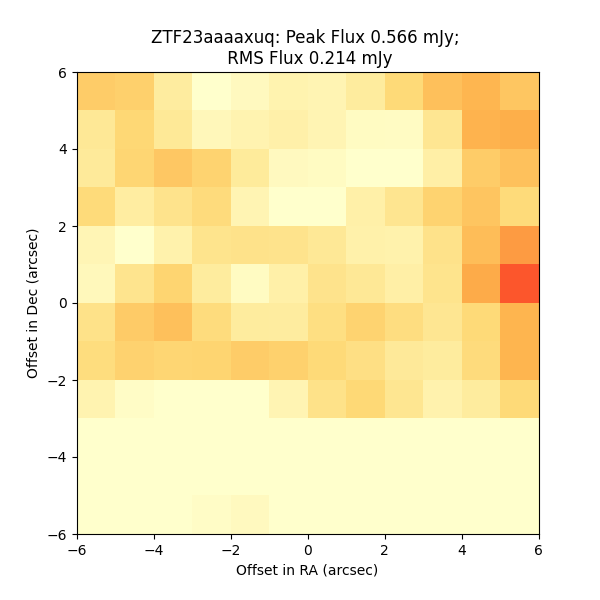 ZTF23aaaaxuq: Peak Flux 0.566 mJy;
RMS Flux 0.214 mJy
6
4
2
0
−2
−4
−6
Offset in Dec (arcsec)
−6 −4 −2 0 2 4 6
Offset in RA (arcsec)